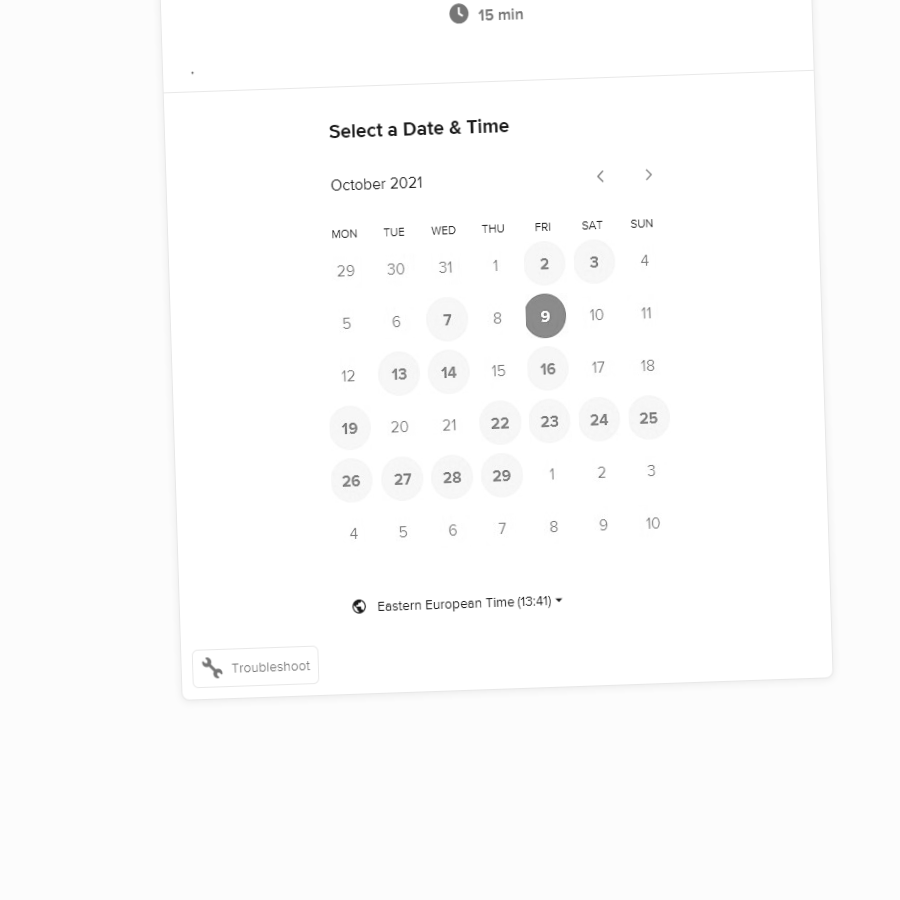 15 min
.
Select a Date & Time
October 2021
MON TUE WED THU FRI SAT SUN
29 30 31 1 2 3 4
5 6 7 8 9 10 11
12 13 14 15 16 17 18
19 20 21 22 23 24 25
26 27 28 29 1 2 3
4 5 6 7 8 9 10
Eastern European Time (13:41)
Troubleshoot